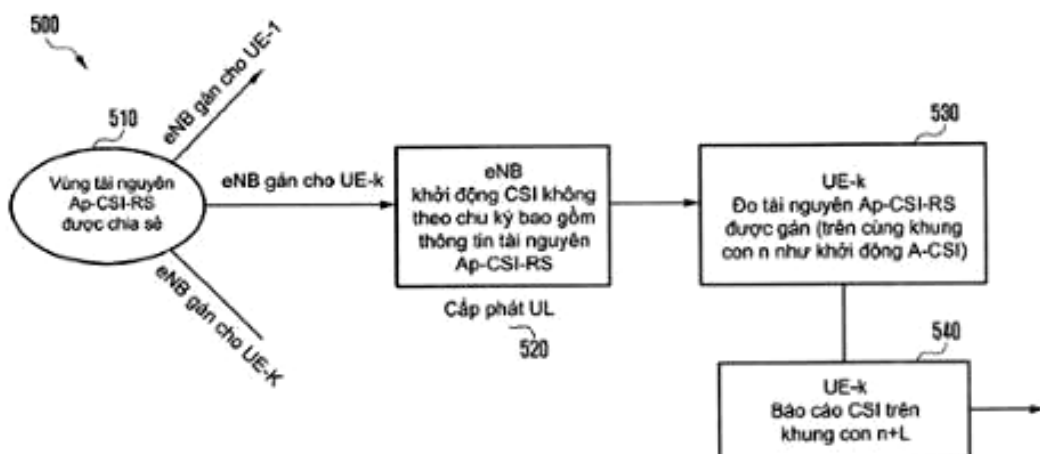 500
eNB gán cho UE-1
510
Vùng tài nguyên
Ap-CSI-RS
được chia sẻ
eNB gán cho UE-k
eNB gán cho UE-K
eNB
khởi động CSI không
theo chu kỳ bao gồm
thông tin tài nguyên
Ap-CSI-RS
Cấp phát UL
520
530
UE-k
Đo tài nguyên Ap-CSI-RS
được gán (trên cùng khung
con n như khởi động A-CSI)
540
UE-k
Báo cáo CSI trên
khung con n+L